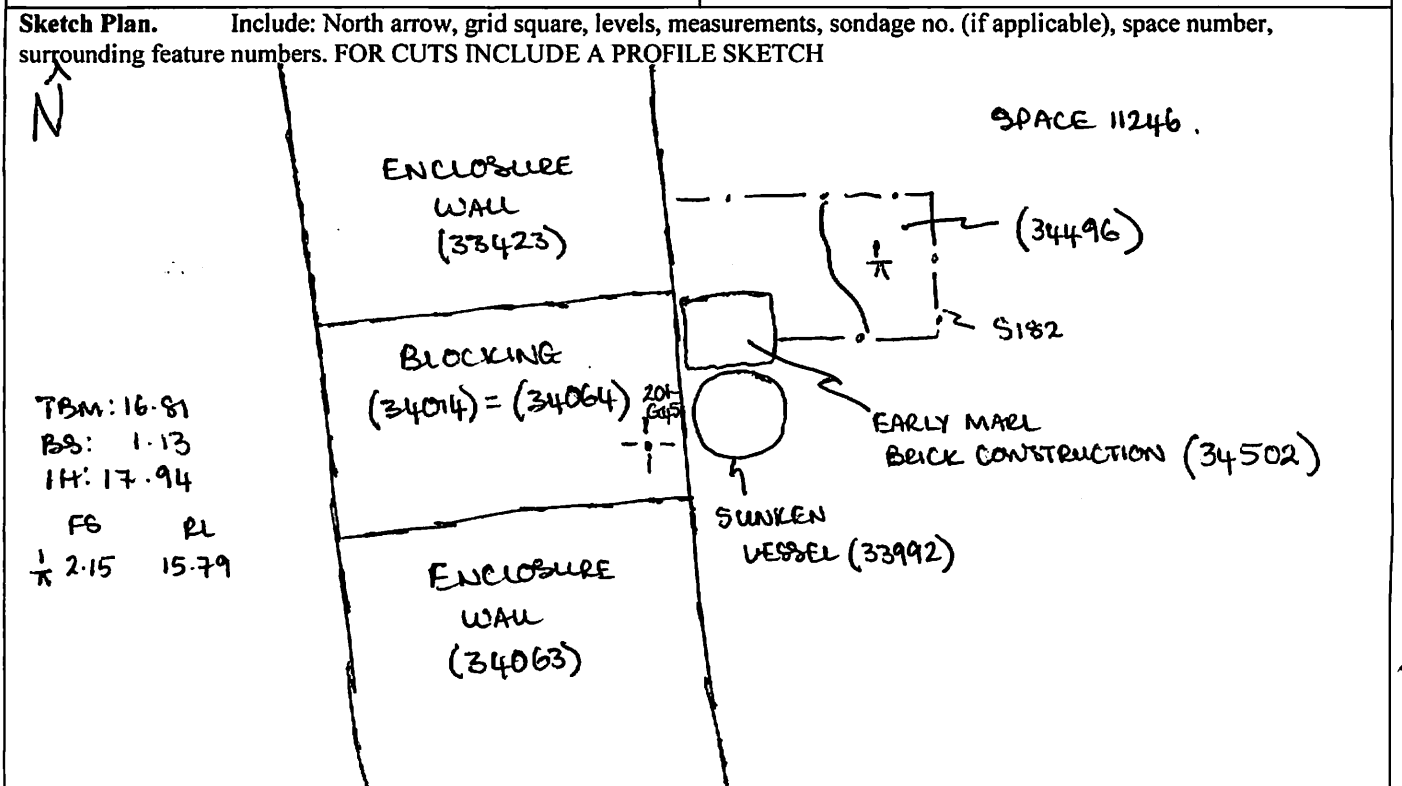 Sketch Plan. Include: North arrow, grid square, levels, measurements, sondage no. (if applicable), space number,
surrounding feature numbers. FOR CUTS INCLUDE A PROFILE SKETCH
N
SPACE 11246.
ENCLOSURE
WALL
(33423)
(34496)
1
S182
BLOCKING
(34014) = (34064)
EARLY MARL
BRICK CONSTRUCTION (34502)
TBM: 16.81
BS: 1.13
IH: 17.94
FS RL
1 2.15 15.79
SUNKEN
VESSEL (33992)
ENCLOSURE
WALL
(34063)